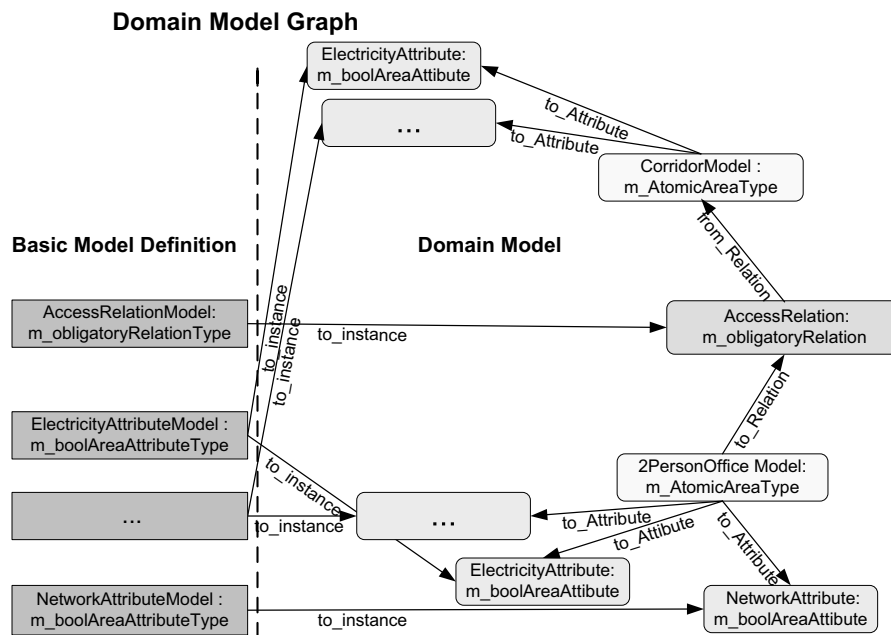 Domain Model Graph
ElectricityAttribute:
m_boolAreaAttibute
...
to_Attribute
to_Attribute
CorridorModel :
m_AtomicAreaType
from_Relation
Basic Model Definition
Domain Model
AccessRelationModel:
m_obligatoryRelationType
to_instance
to_instance
to_instance
AccessRelation:
m_obligatoryRelation
to_Relation
ElectricityAttributeModel :
m_boolAreaAttributeType
to_instance
2PersonOffice Model:
m_AtomicAreaType
...
to_instance
...
to_Attribute
to_Attibute
to_Attribute
ElectricityAttribute:
m_boolAreaAttibute
NetworkAttributeModel :
m_boolAreaAttributeType
to_instance
NetworkAttribute:
m_boolAreaAttibute